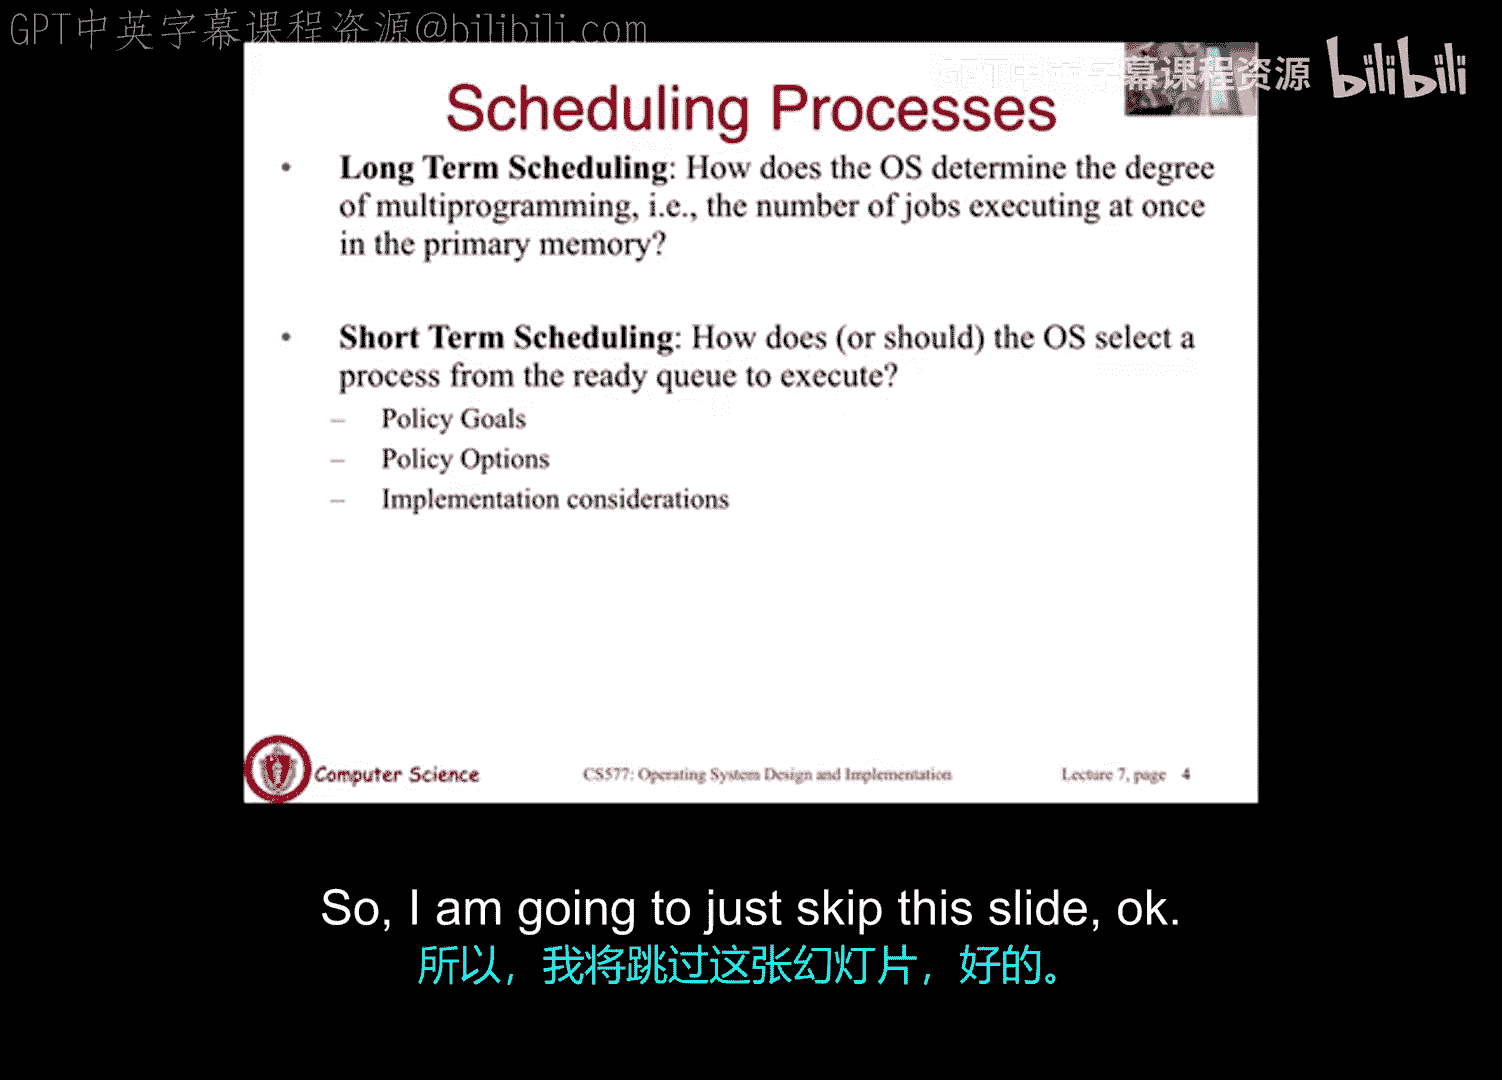 GPT中英字幕课程资源@bilibili.com
字幕课程资源 bilibili
Scheduling Processes
• Long Term Scheduling: How does the OS determine the degree
of multiprogramming, i.e., the number of jobs executing at once
in the primary memory?
• Short Term Scheduling: How does (or should) the OS select a
process from the ready queue to execute?
– Policy Goals
– Policy Options
– Implementation considerations
Computer Science
CS577: Operating System Design and Implementation
Lecture 7, page 4
So, I am going to just skip this slide, ok.
所以，我将跳过这张幻灯片，好的。